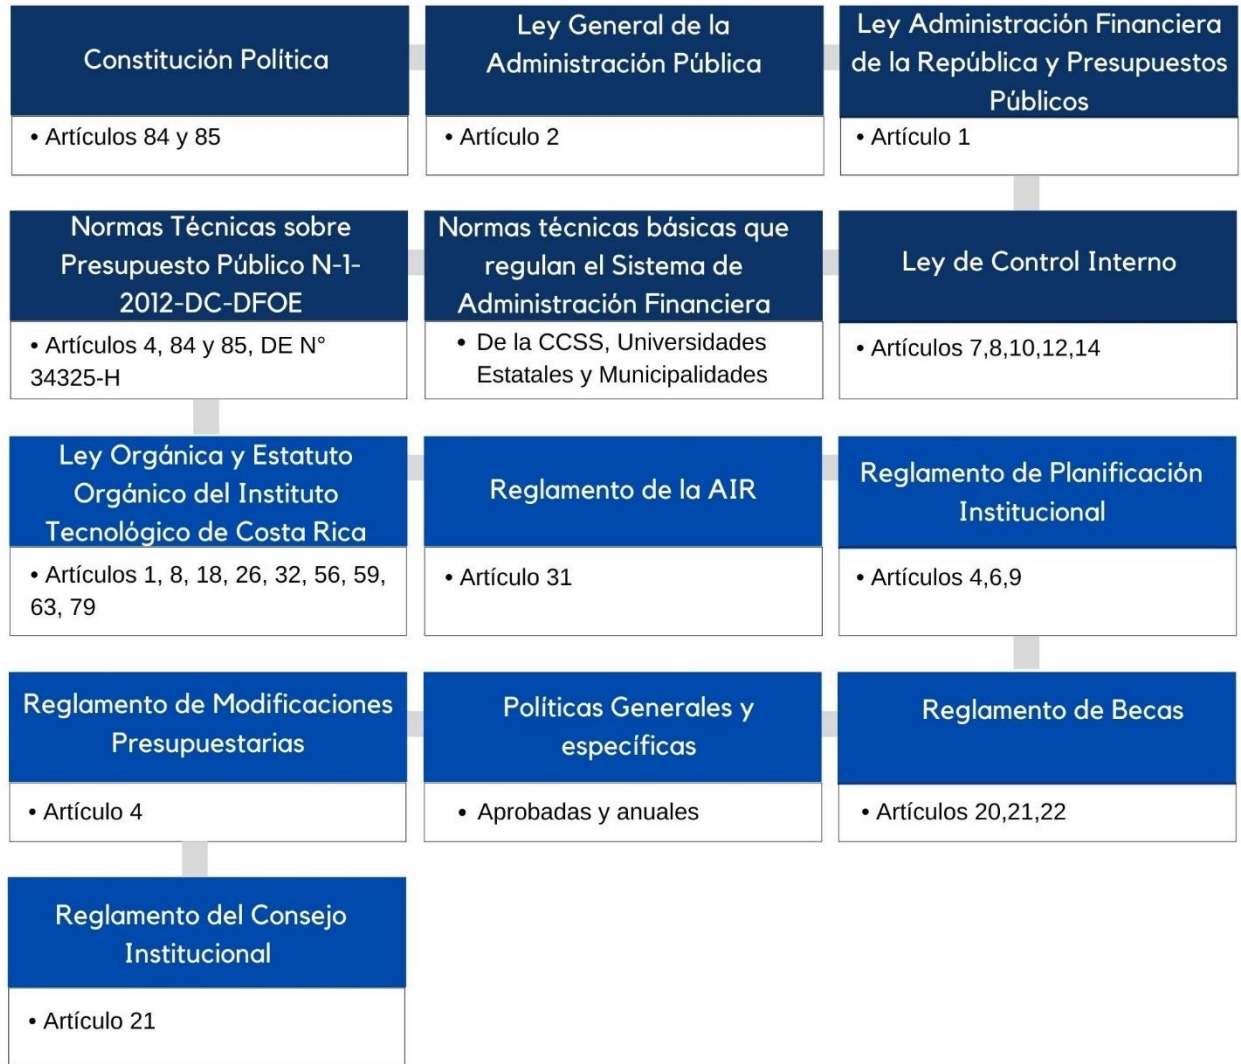 Constitución Política
• Artículos 84 y 85
Ley General de la
Administración Pública
• Artículo 2
Ley Administración Financiera
de la República y Presupuestos
Públicos
• Artículo 1
Normas Técnicas sobre
Presupuesto Público N-1-
2012-DC-DFOE
• Artículos 4, 84 y 85, DE N°
34325-H
Normas técnicas básicas que
regulan el Sistema de
Administración Financiera
• De la CCSS, Universidades
Estatales y Municipalidades
Ley de Control Interno
• Artículos 7,8,10,12,14
Ley Orgánica y Estatuto
Orgánico del Instituto
Tecnológico de Costa Rica
• Artículos 1, 8, 18, 26, 32, 56, 59,
63, 79
Reglamento de la AIR
• Artículo 31
Reglamento de Planificación
Institucional
• Artículos 4,6,9
Reglamento de Modificaciones
Presupuestarias
• Artículo 4
Políticas Generales y
específicas
• Aprobadas y anuales
Reglamento de Becas
• Artículos 20,21,22
Reglamento del Consejo
Institucional
• Artículo 21